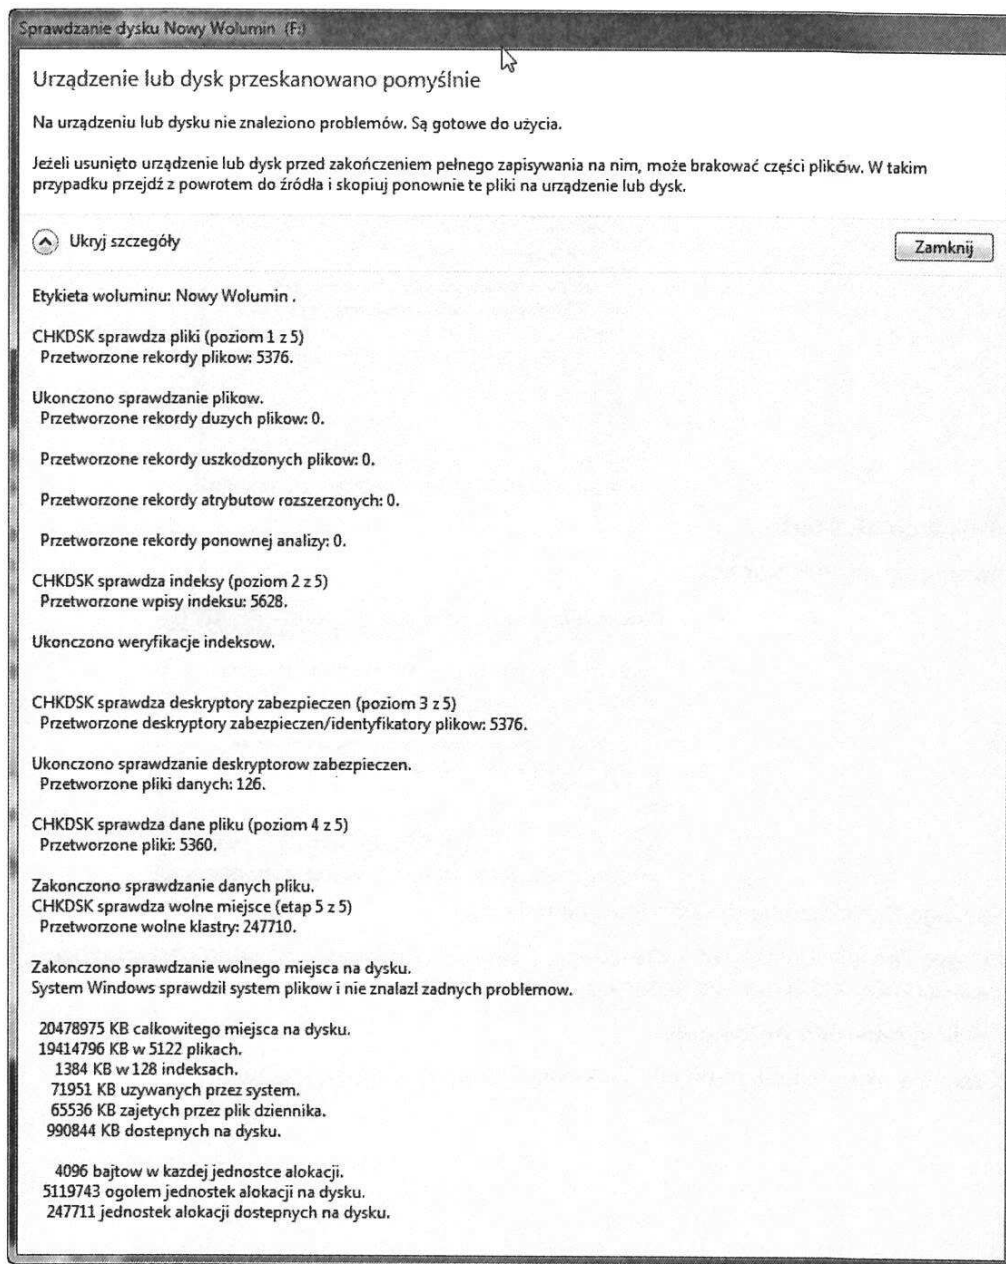 Sprawdzanie dysku Nowy Wolumin (F:)
Urządzenie lub dysk przeskanowano pomyślnie
Na urządzeniu lub dysku nie znaleziono problemów. Są gotowe do użycia.
Jeżeli usunięto urządzenie lub dysk przed zakończeniem pełnego zapisywania na nim, może brakować części plików. W takim
przypadku przejdź z powrotem do źródła i skopiuj ponownie te pliki na urządzenie lub dysk.
Ukryj szczegóły
Zamknij
Etykieta woluminu: Nowy Wolumin .
CHKDSK sprawdza pliki (poziom 1 z 5)
Przetworzone rekordy plikow: 5376.
Ukonczono sprawdzanie plikow.
Przetworzone rekordy duzych plikow: 0.
Przetworzone rekordy uszkodzonych plikow: 0.
Przetworzone rekordy atrybutow rozszerzonych: 0.
Przetworzone rekordy ponownej analizy: 0.
CHKDSK sprawdza indeksy (poziom 2 z 5)
Przetworzone wpisy indeksu: 5628.
Ukonczono weryfikacje indeksow.
CHKDSK sprawdza deskryptory zabezpieczen (poziom 3 z 5)
Przetworzone deskryptory zabezpieczen/identyfikatory plikow: 5376.
Ukonczono sprawdzanie deskryptorow zabezpieczen.
Przetworzone pliki danych: 126.
CHKDSK sprawdza dane pliku (poziom 4 z 5)
Przetworzone pliki: 5360.
Zakonczono sprawdzanie danych pliku.
CHKDSK sprawdza wolne miejsce (etap 5 z 5)
Przetworzone wolne klastry: 247710.
Zakonczono sprawdzanie wolnego miejsca na dysku.
System Windows sprawdzil system plikow i nie znalazl zadnych problemow.
20478975 KB calkowitego miejsca na dysku.
19414796 KB w 5122 plikach.
1384 KB w 128 indeksach.
71951 KB uzywanych przez system.
65536 KB zajetych przez plik dziennika.
990844 KB dostepnych na dysku.
4096 bajtow w kazdej jednostce alokacji.
5119743 ogolem jednostek alokacji na dysku.
247711 jednostek alokacji dostepnych na dysku.